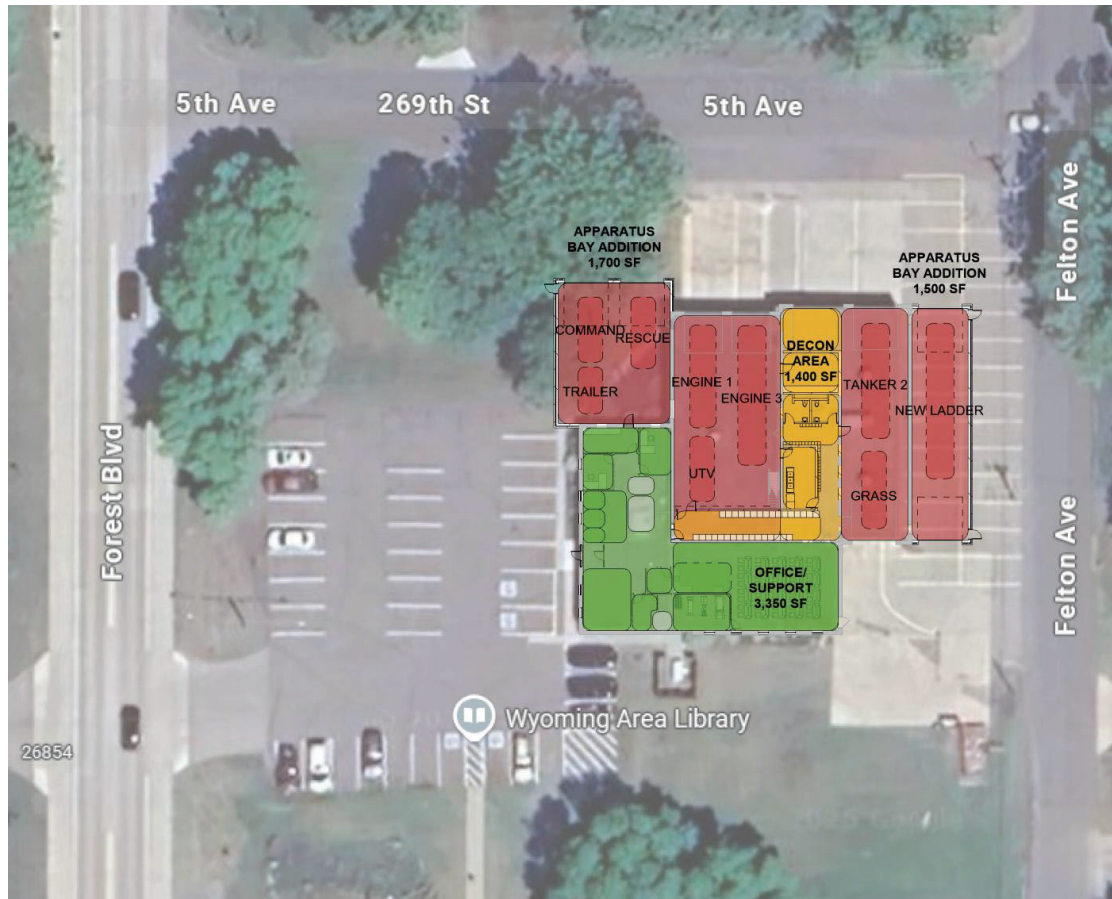 5th Ave
269th St
5th Ave
Felton Ave
APPARATUS
BAY ADDITION
1,700 SF
APPARATUS
BAY ADDITION
1,500 SF
COMMAND
RESCUE
TRAILER
ENGINE 1
ENGINE 3
UTV
DECON
AREA
1,400 SF
TANKER 2
NEW LADDER
GRASS
Forest Blvd
Felton Ave
OFFICE/
SUPPORT
3,350 SF
Wyoming Area Library
26854